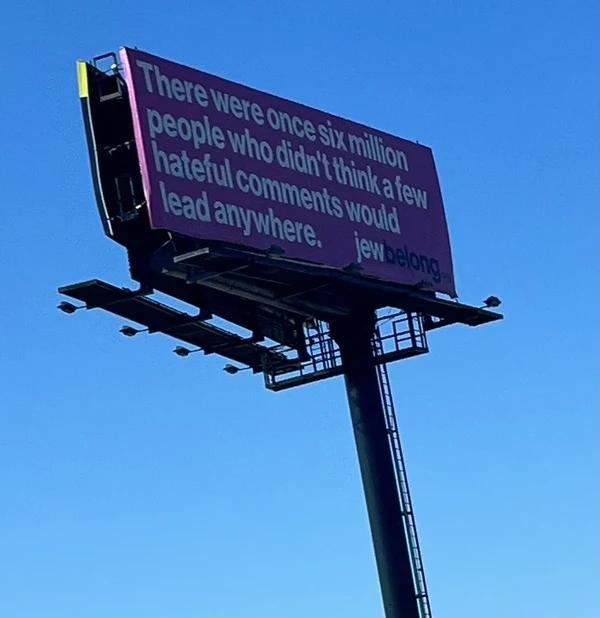 There were once six million
people who didn't think a few
hateful comments would
lead anywhere.
jewbelong